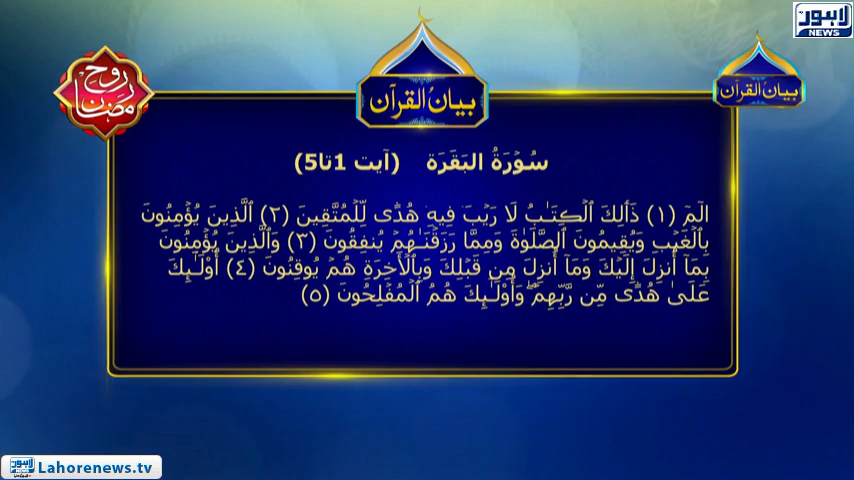 لاہور
NEWS
روح رمضان
بیان القرآن
بیان القرآن
سُوْرَةُ البَقَرَة (آیت 1تا5)
الٓمٓ ‎(١)‏ ذَٰلِكَ ٱلْكِتَـٰبُ لَا رَيْبَ ۛ فِيهِ ۛ هُدًى لِّلْمُتَّقِينَ ‎(٢)‏ ٱلَّذِينَ يُؤْمِنُونَ
بِٱلْغَيْبِ وَيُقِيمُونَ ٱلصَّلَوٰةَ وَمِمَّا رَزَقْنَـٰهُمْ يُنفِقُونَ ‎(٣)‏ وَٱلَّذِينَ يُؤْمِنُونَ
بِمَآ أُنزِلَ إِلَيْكَ وَمَآ أُنزِلَ مِن قَبْلِكَ وَبِٱلْأَخِرَةِ هُمْ يُوقِنُونَ ‎(٤)‏ أُوْلَـٰٓئِكَ
عَلَىٰ هُدًى مِّن رَّبِّهِمْ ۖ وَأُوْلَـٰٓئِكَ هُمُ ٱلْمُفْلِحُونَ ‎(٥)‏
لاہور Lahorenews.tv